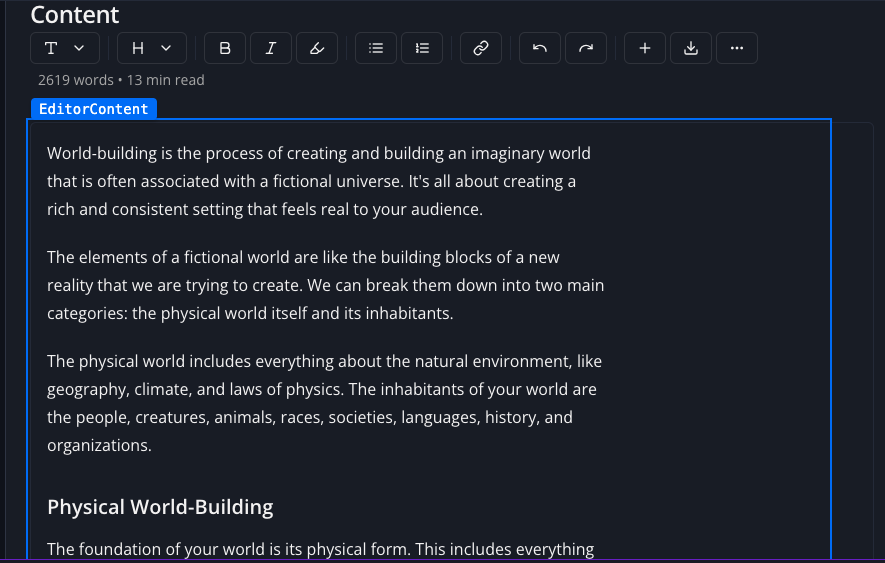 Content
T
H
B
I
2619 words • 13 min read
EditorContent
World-building is the process of creating and building an imaginary world
that is often associated with a fictional universe. It's all about creating a
rich and consistent setting that feels real to your audience.
The elements of a fictional world are like the building blocks of a new
reality that we are trying to create. We can break them down into two main
categories: the physical world itself and its inhabitants.
The physical world includes everything about the natural environment, like
geography, climate, and laws of physics. The inhabitants of your world are
the people, creatures, animals, races, societies, languages, history, and
organizations.
Physical World-Building
The foundation of your world is its physical form. This includes everything